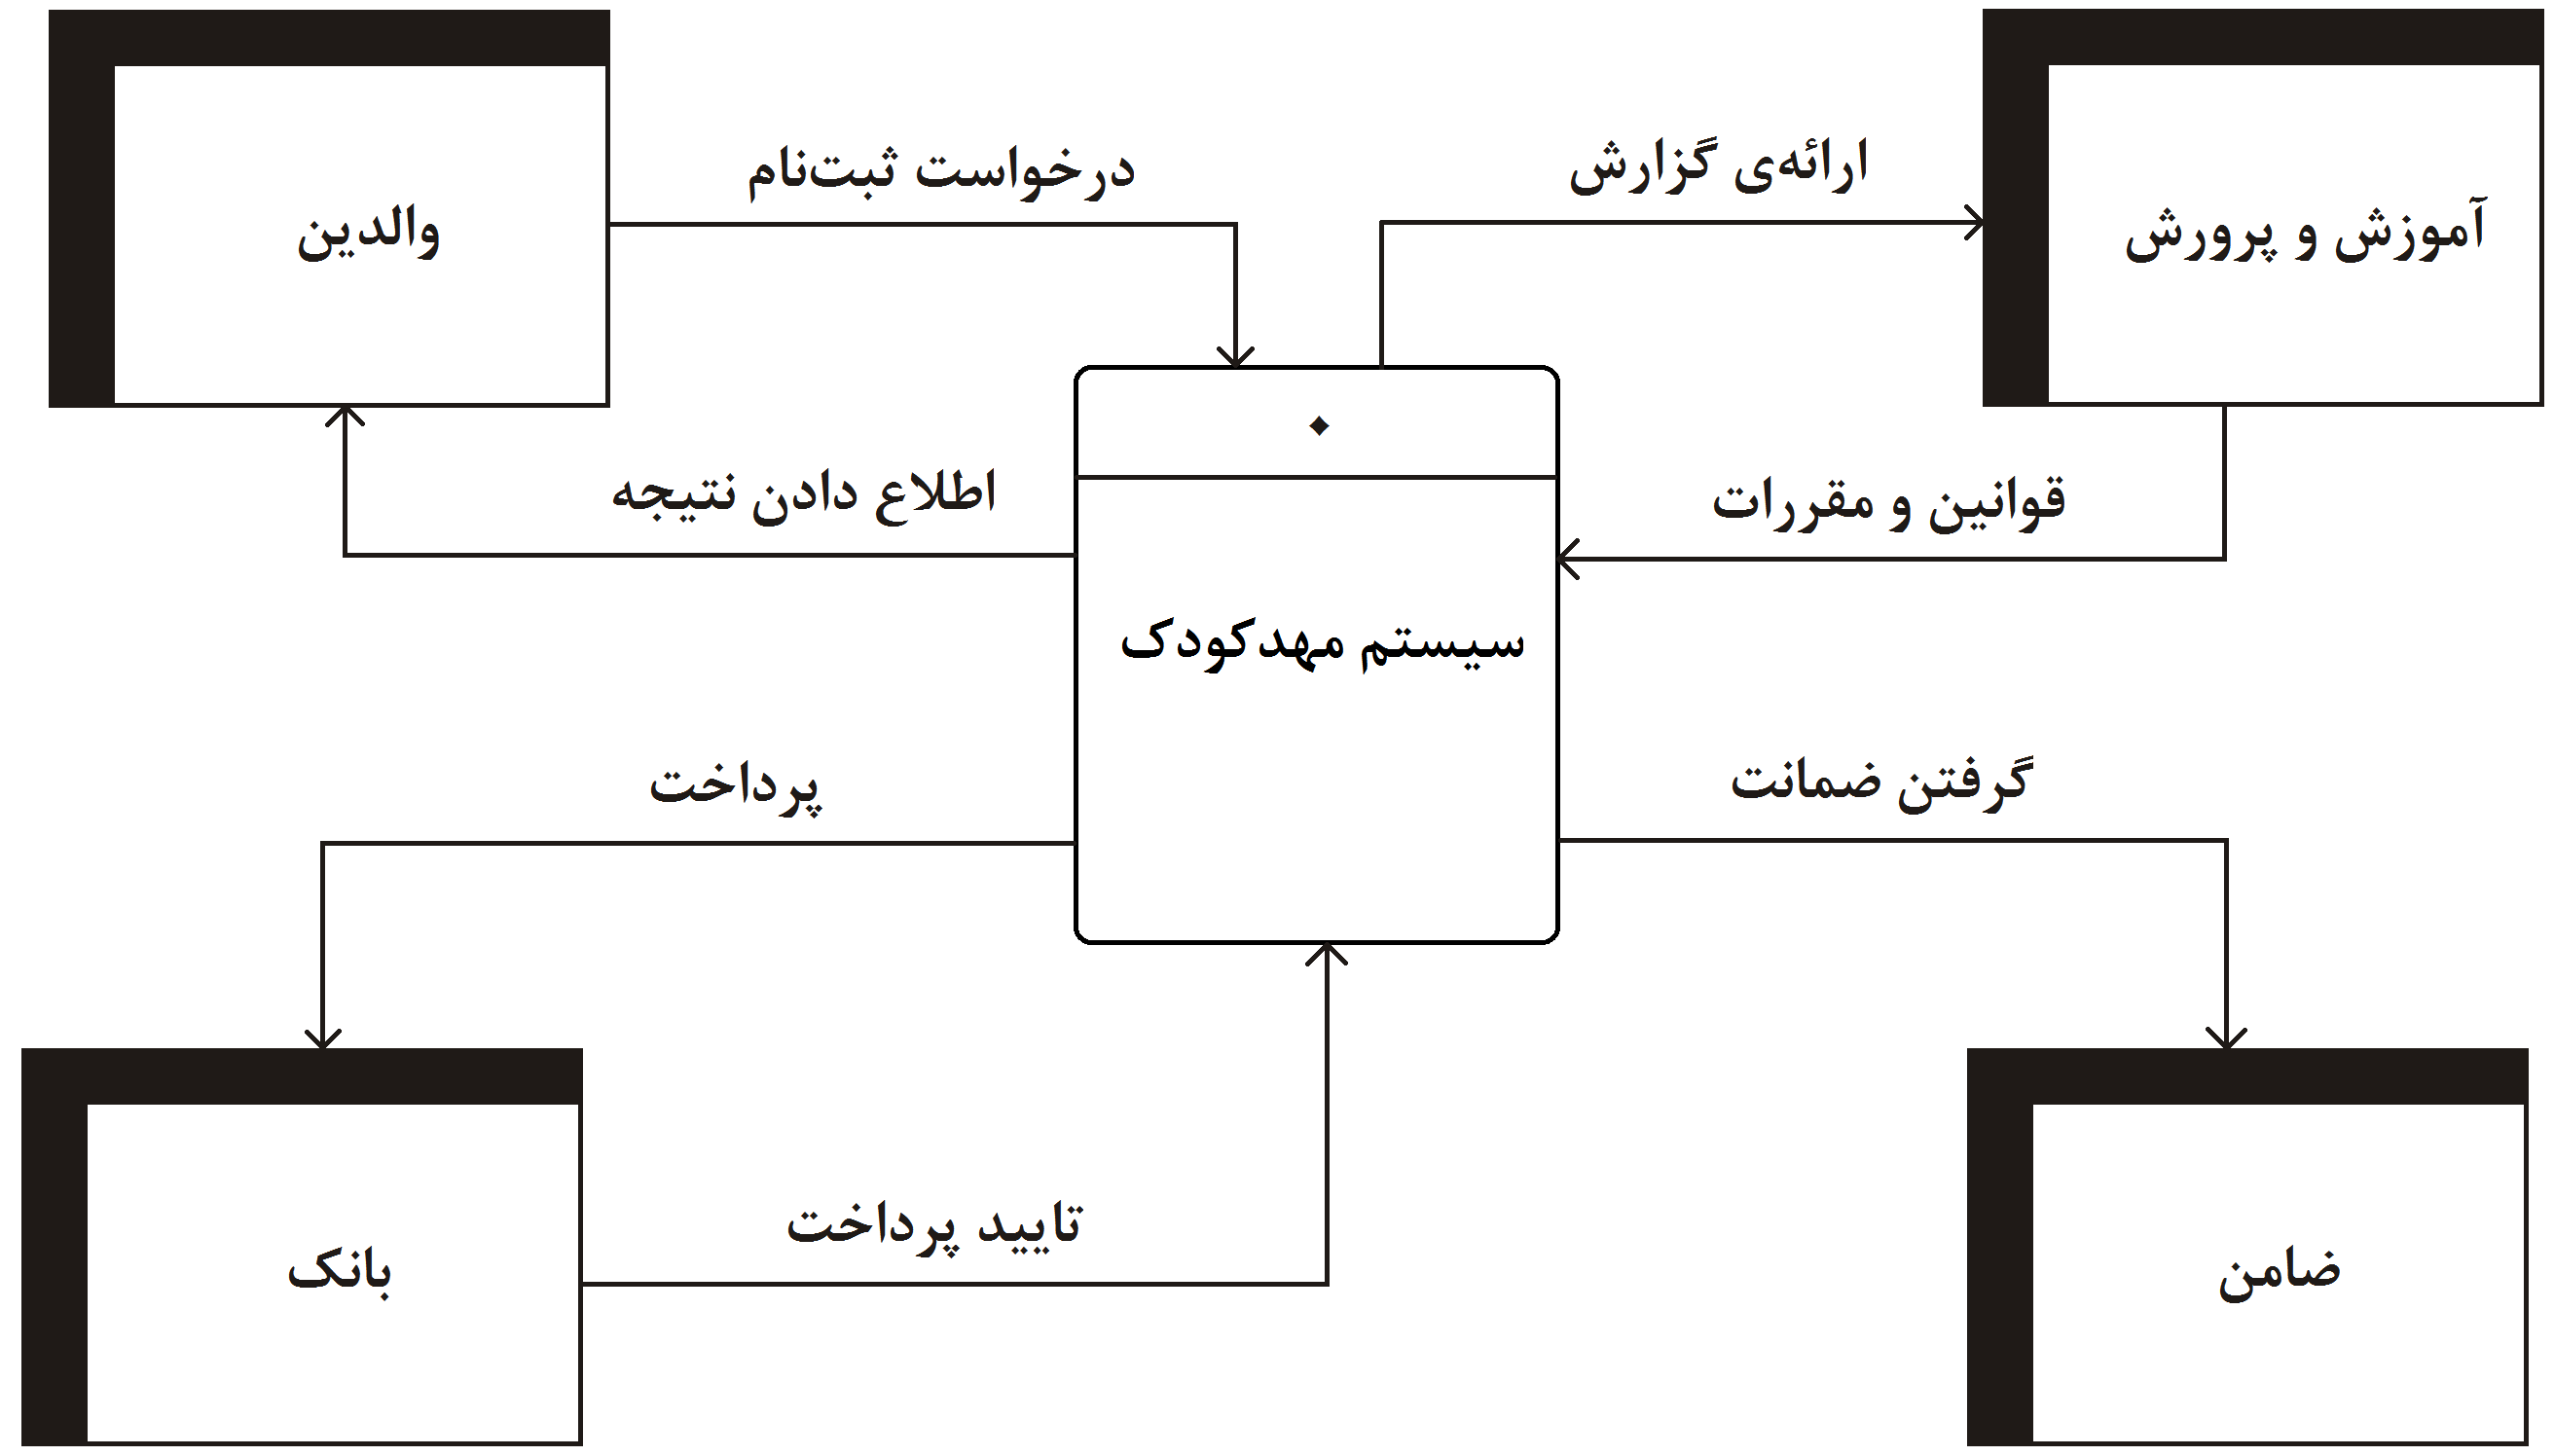 والدین
درخواست ثبت‌نام
ارائه‌ی گزارش
آموزش و پرورش
۰
اطلاع دادن نتیجه
قوانین و مقررات
سیستم مهدکودک
پرداخت
گرفتن ضمانت
تایید پرداخت
بانک
ضامن